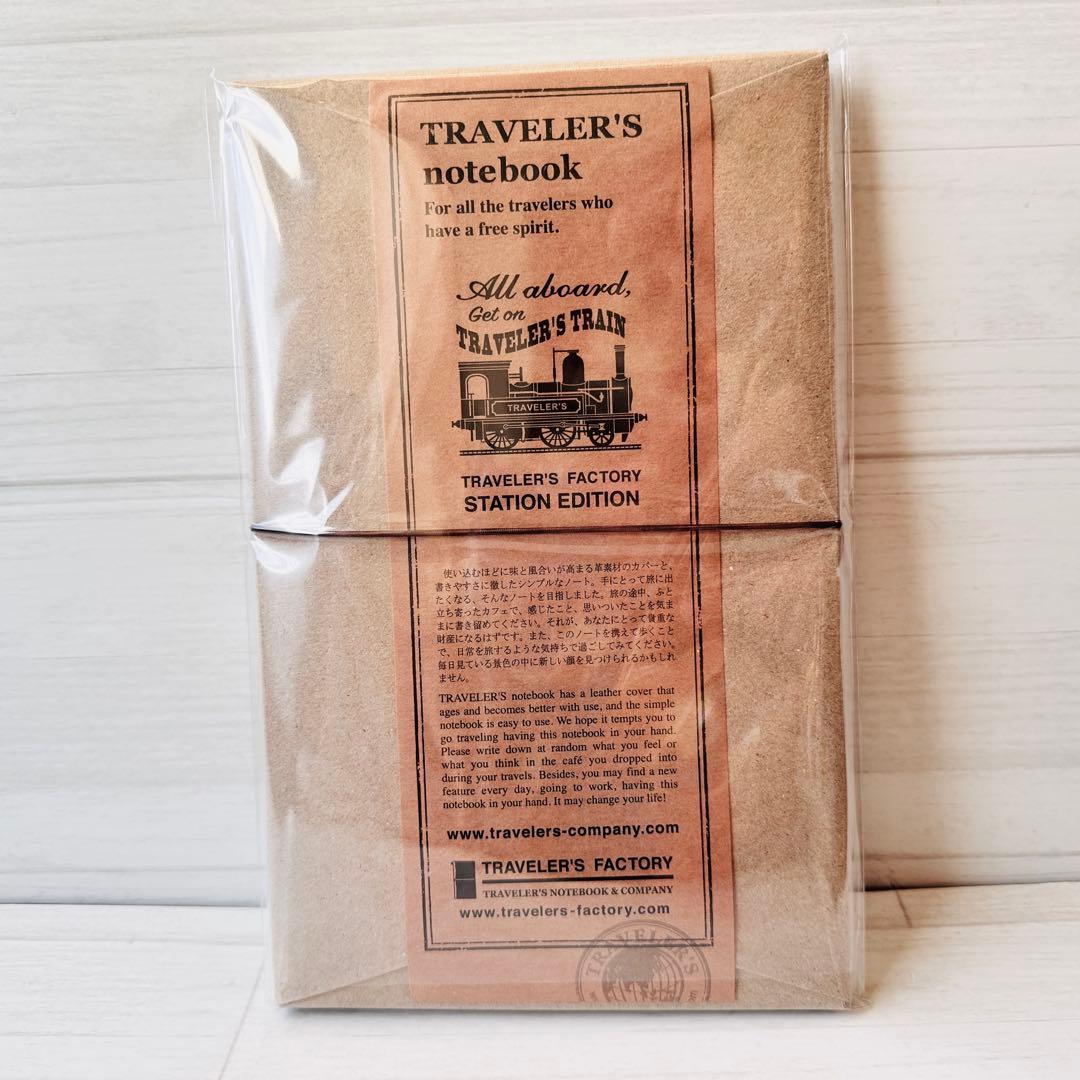 TRAVELER'S
notebook
For all the travelers who
have a free spirit.
All aboard,
Get on
TRAVELER'S TRAIN
TRAVELER'S
TRAVELER'S FACTORY
STATION EDITION
使い込むほどに味と風合いが高まる革素材のカバーと、
書きやすさに徹したシンプルなノート。手にとって旅に出
たくなる、そんなノートを目指しました。旅の途中、ふと
立ち寄ったカフェで、感じたこと、思いついたことを気ま
まに書き留めてください。それが、あなたにとって貴重な
財産になるはずです。また、このノートを携えて歩くこと
で、日常を旅するような気持ちで過ごしてみてください。
毎日見ている景色の中に新しい顔を見つけられるかもしれ
ません。
TRAVELER'S notebook has a leather cover that
ages and becomes better with use, and the simple
notebook is easy to use. We hope it tempts you to
go traveling having this notebook in your hand.
Please write down at random what you feel or
what you think in the café you dropped into
during your travels. Besides, you may find a new
feature every day, going to work, having this
notebook in your hand. It may change your life!
www.travelers-company.com
TRAVELER'S FACTORY
TRAVELER'S NOTEBOOK & COMPANY
www.travelers-factory.com
TRAVELER'S